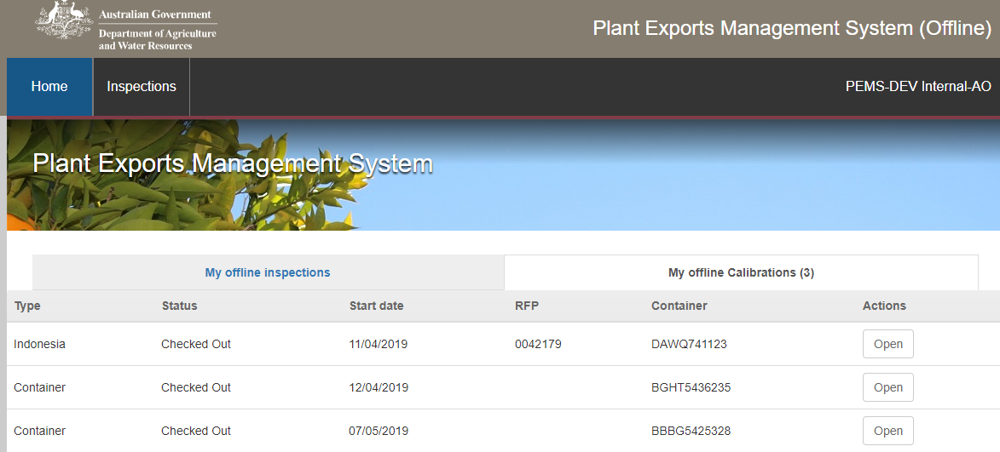 Australian Government
Department of Agriculture
and Water Resources
Plant Exports Management System (Offline)
Home Inspections PEMS-DEV Internal-AO
Plant Exports Management System
My offline inspections My offline Calibrations (3)
Type Status Start date RFP Container Actions
Indonesia Checked Out 11/04/2019 0042179 DAWQ741123 Open
Container Checked Out 12/04/2019 BGHT5436235 Open
Container Checked Out 07/05/2019 BBBG5425328 Open